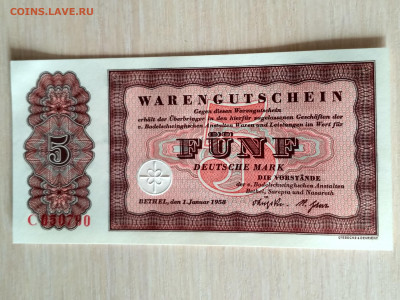 COINS.LAVE.RU
WARENGUTSCHEIN
Gegen diesen Warengutschein
erhält der Überbringer in den hierfür zugelassenen Geschäften der
v. Bodelschwinghschen Anstalten Waren und Leistungen im Wert für
5
FÜNF
DEUTSCHE MARK
DIE VORSTÄNDE
der v. Bodelschwinghschen Anstalten
Bethel, Sarepta und Nazareth
BETHEL, den 1. Januar 1958
GIESECKE & DEVRIENT